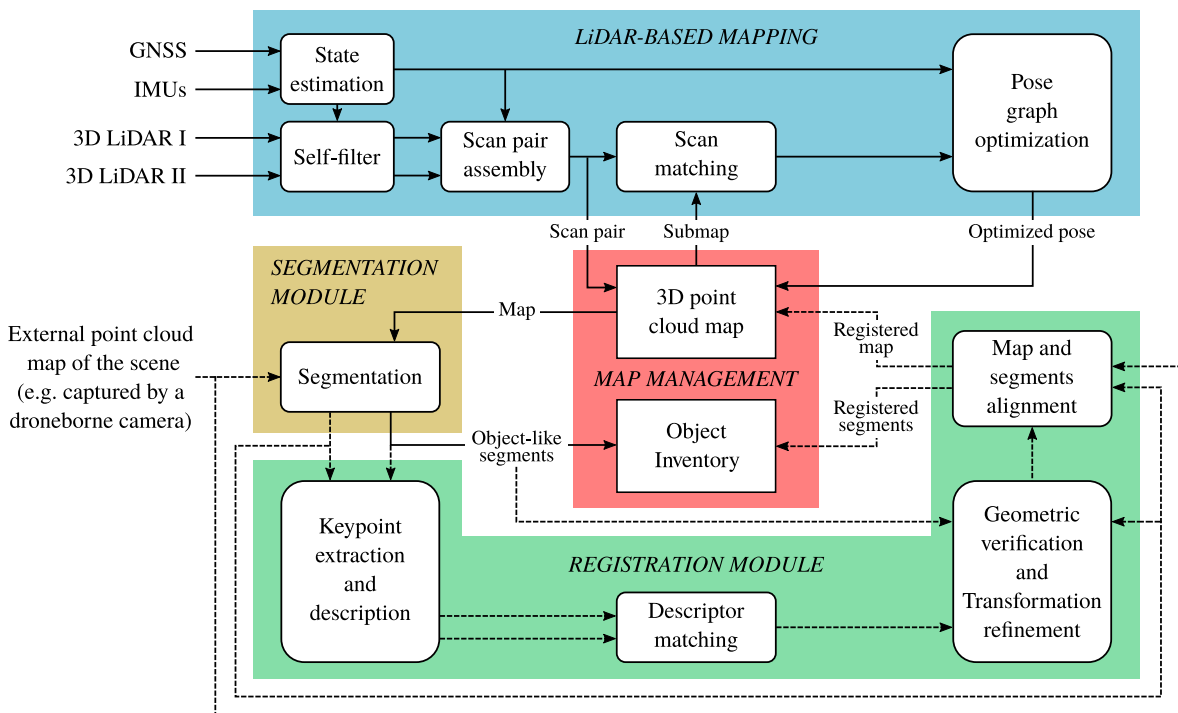 LiDAR-BASED MAPPING
GNSS
IMUs
3D LiDAR I
3D LiDAR II
State
estimation
Self-filter
Scan pair
assembly
Scan
matching
Pose
graph
optimization
Scan pair
Submap
Optimized pose
SEGMENTATION
MODULE
Map
3D point
cloud map
Registered
map
External point cloud
map of the scene
(e.g. captured by a
droneborne camera)
Segmentation
MAP MANAGEMENT
Map and
segments
alignment
Registered
segments
Object-like
segments
Object
Inventory
Keypoint
extraction
and
description
REGISTRATION MODULE
Descriptor
matching
Geometric
verification
and
Transformation
refinement